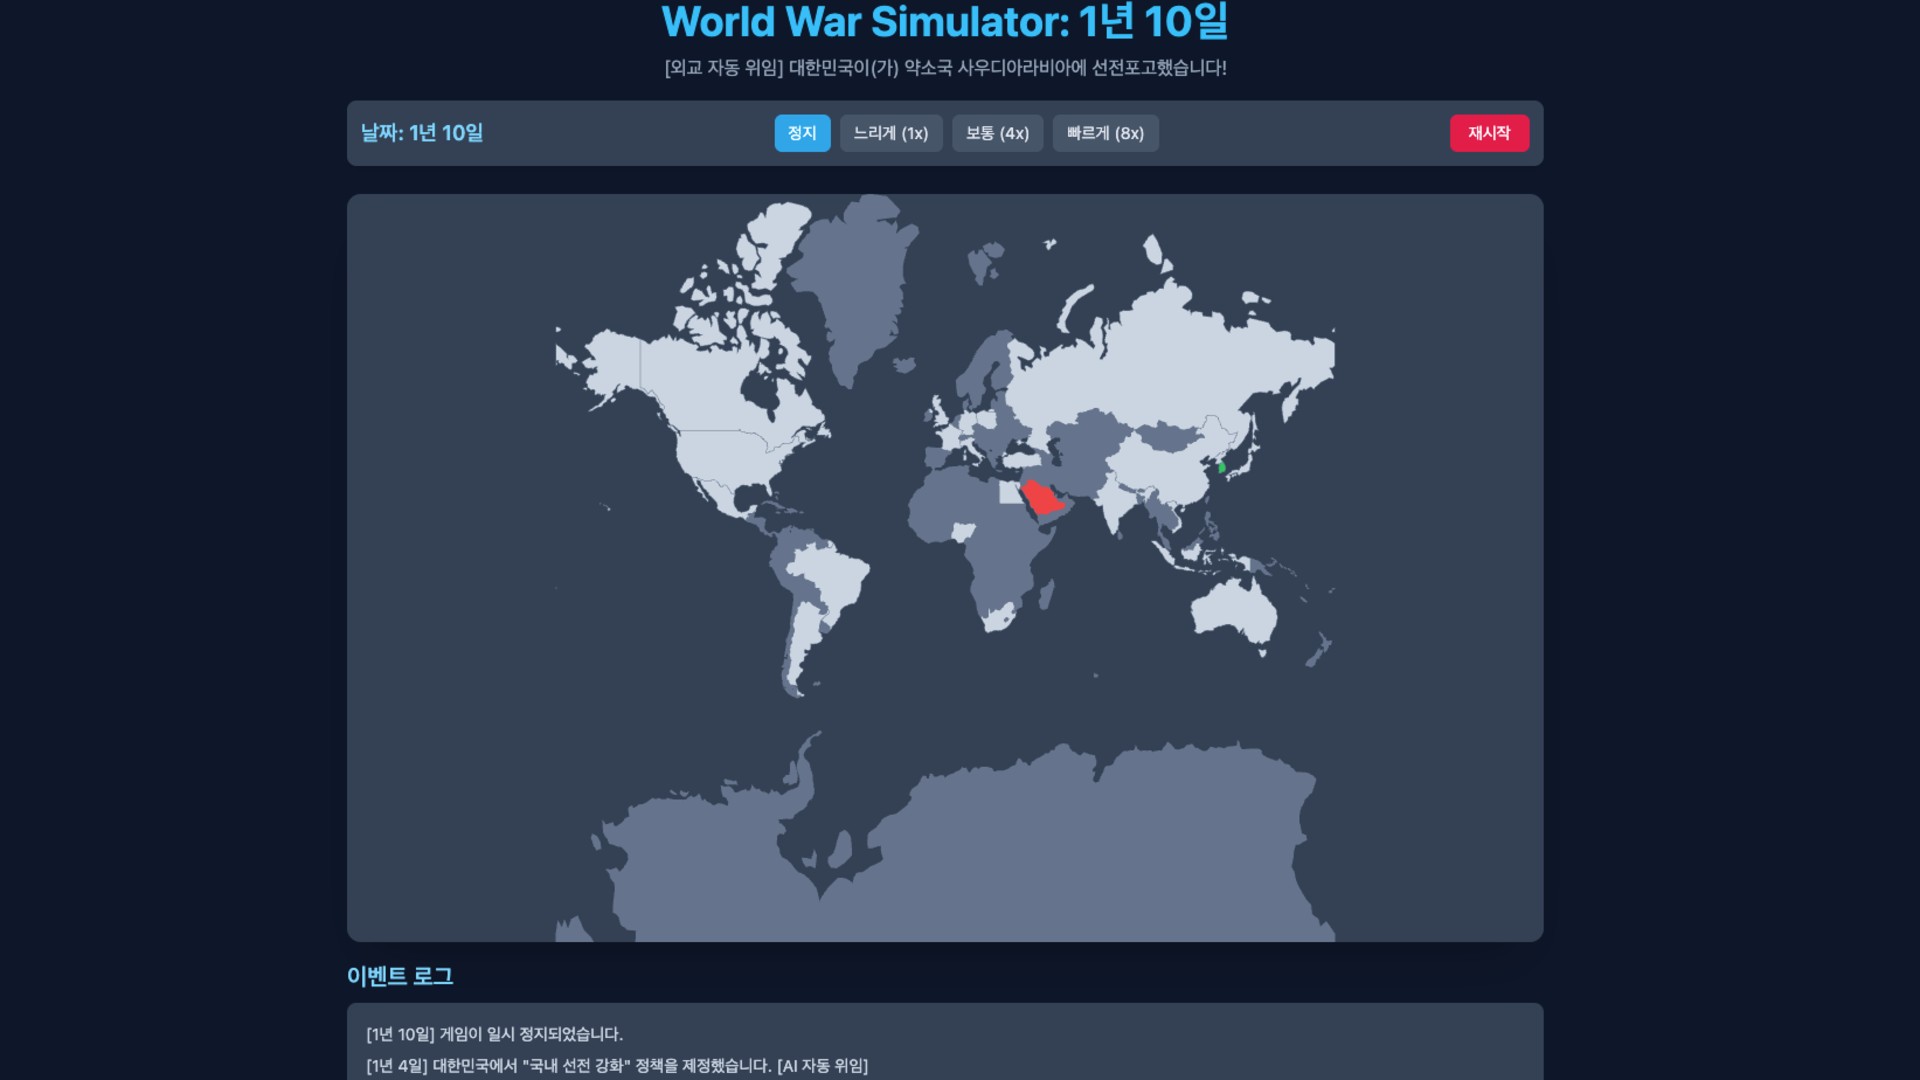 World War Simulator: 1년 10일
[외교 자동 위임] 대한민국이(가) 약소국 사우디아라비아에 선전포고했습니다!
날짜: 1년 10일
정지
느리게 (1x)
보통 (4x)
빠르게 (8x)
재시작
이벤트 로그
[1년 10일] 게임이 일시 정지되었습니다.
[1년 4일] 대한민국에서 "국내 선전 강화" 정책을 제정했습니다. [AI 자동 위임]